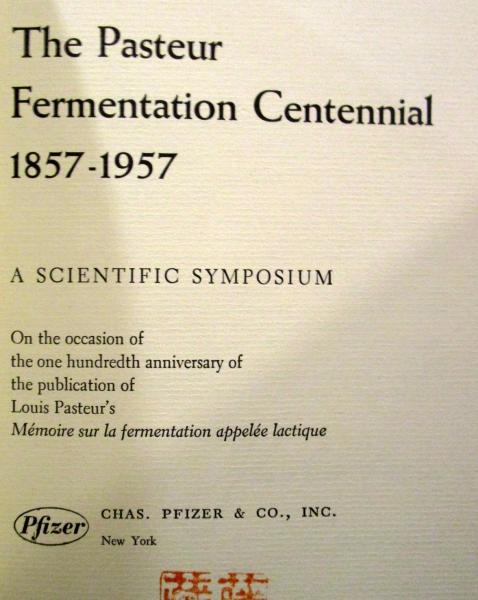 The Pasteur
Fermentation Centennial
1857-1957
A SCIENTIFIC SYMPOSIUM
On the occasion of
the one hundredth anniversary of
the publication of
Louis Pasteur's
Mémoire sur la fermentation appelée lactique
Pfizer
CHAS. PFIZER & CO., INC.
New York